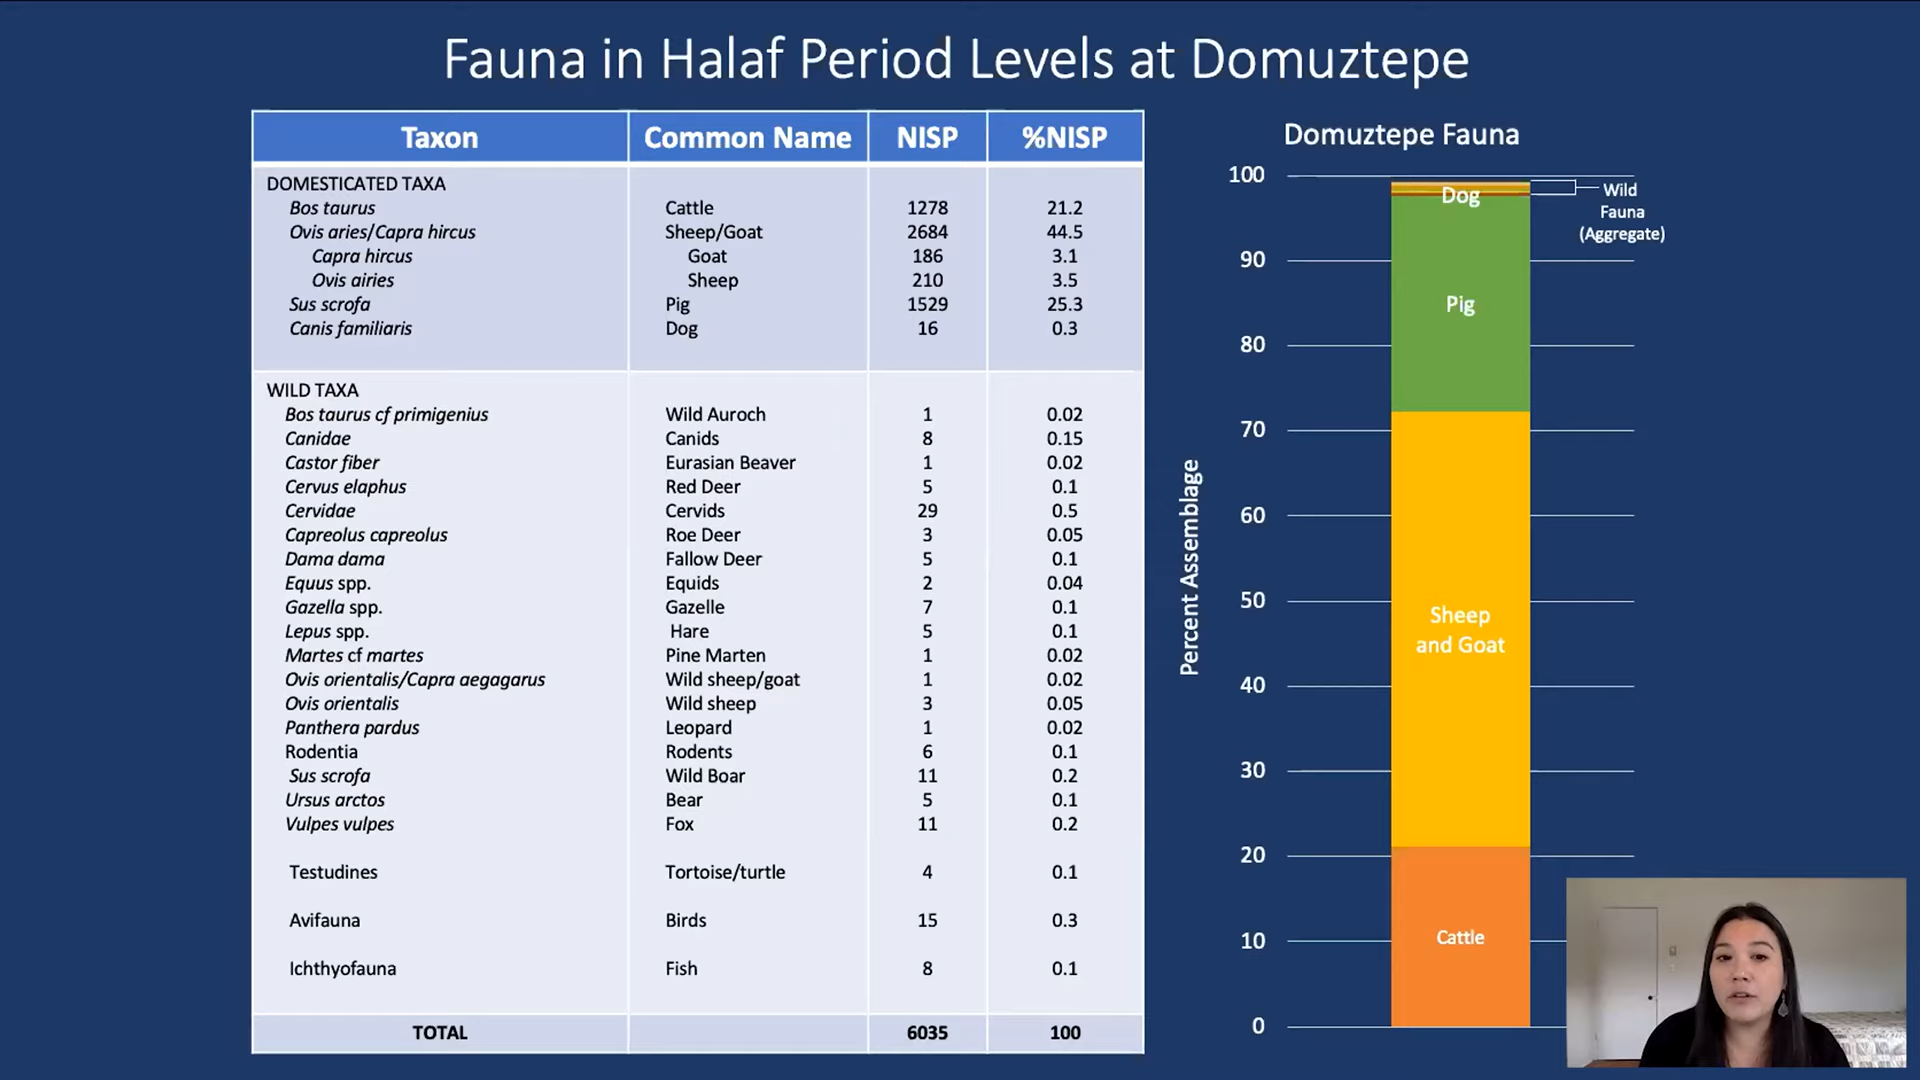 Fauna in Halaf Period Levels at Domuztepe
Taxon Common Name NISP %NISP
DOMESTICATED TAXA
Bos taurus Cattle 1278 21.2
Ovis aries/Capra hircus Sheep/Goat 2684 44.5
Capra hircus Goat 186 3.1
Ovis airies Sheep 210 3.5
Sus scrofa Pig 1529 25.3
Canis familiaris Dog 16 0.3
WILD TAXA
Bos taurus cf primigenius Wild Auroch 1 0.02
Canidae Canids 8 0.15
Castor fiber Eurasian Beaver 1 0.02
Cervus elaphus Red Deer 5 0.1
Cervidae Cervids 29 0.5
Capreolus capreolus Roe Deer 3 0.05
Dama dama Fallow Deer 5 0.1
Equus spp. Equids 2 0.04
Gazella spp. Gazelle 7 0.1
Lepus spp. Hare 5 0.1
Martes cf martes Pine Marten 1 0.02
Ovis orientalis/Capra aegagarus Wild sheep/goat 1 0.02
Ovis orientalis Wild sheep 3 0.05
Panthera pardus Leopard 1 0.02
Rodentia Rodents 6 0.1
Sus scrofa Wild Boar 11 0.2
Ursus arctos Bear 5 0.1
Vulpes vulpes Fox 11 0.2
Testudines Tortoise/turtle 4 0.1
Avifauna Birds 15 0.3
Ichthyofauna Fish 8 0.1
TOTAL 6035 100
Domuztepe Fauna
Percent Assemblage
100
90
80
70
60
50
40
30
20
10
0
Dog
Pig
Sheep
and Goat
Cattle
Wild
Fauna
(Aggregate)